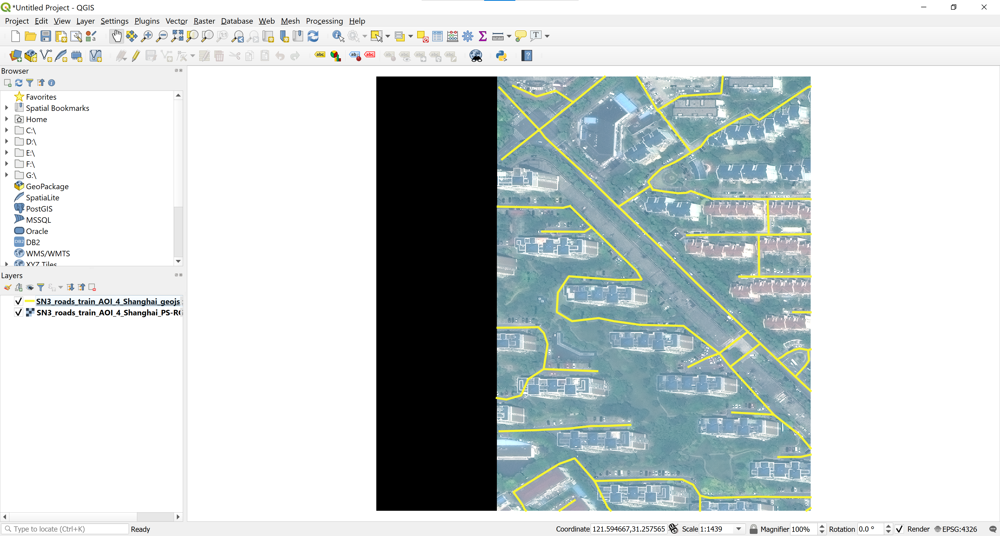 *Untitled Project - QGIS
Project Edit View Layer Settings Plugins Vector Raster Database Web Mesh Processing Help
Browser
Favorites
Spatial Bookmarks
Home
C:\
D:\
E:\
F:\
G:\
GeoPackage
SpatiaLite
PostGIS
MSSQL
Oracle
DB2 DB2
WMS/WMTS
XYZ Tiles
Layers
SN3_roads_train_AOI_4_Shanghai_geojs
SN3_roads_train_AOI_4_Shanghai_PS-RG
Type to locate (Ctrl+K) Ready Coordinate 121.594667,31.257565 Scale 1:1439 Magnifier 100% Rotation 0.0 ° Render EPSG:4326